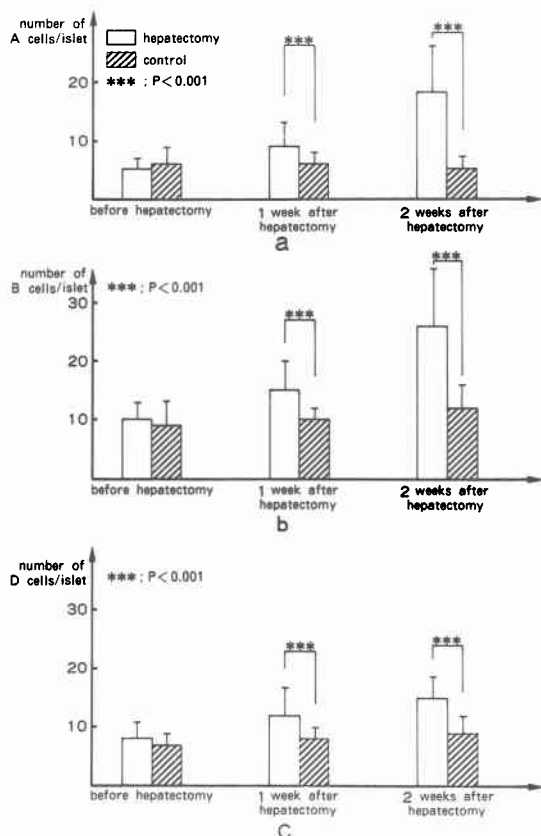 number of
A cells/islet
hepatectomy
control
*** ; P<0.001
***
***
20
10
before hepatectomy
1 week after
hepatectomy
2 weeks after
hepatectomy
a
number of
B cells/islet
*** ; P<0.001
***
***
30
20
10
before hepatectomy
1 week after
hepatectomy
2 weeks after
hepatectomy
b
number of
D cells/islet
*** ; P<0.001
***
***
30
20
10
before hepatectomy
1 week after
hepatectomy
2 weeks after
hepatectomy
C